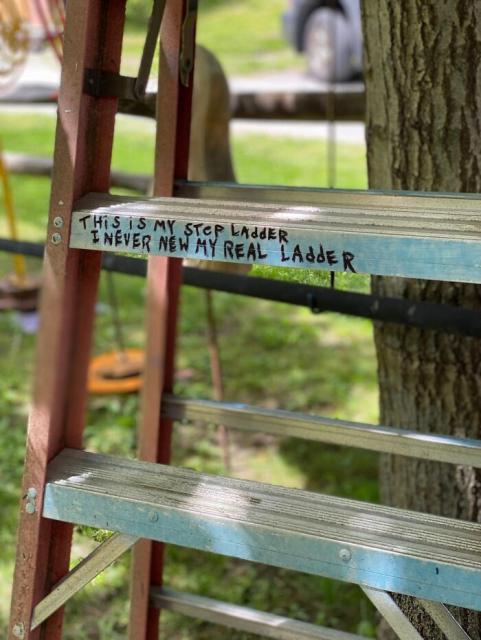 THiS iS MY STEP LAddER
I NEVER NEW MY REAL LAddER